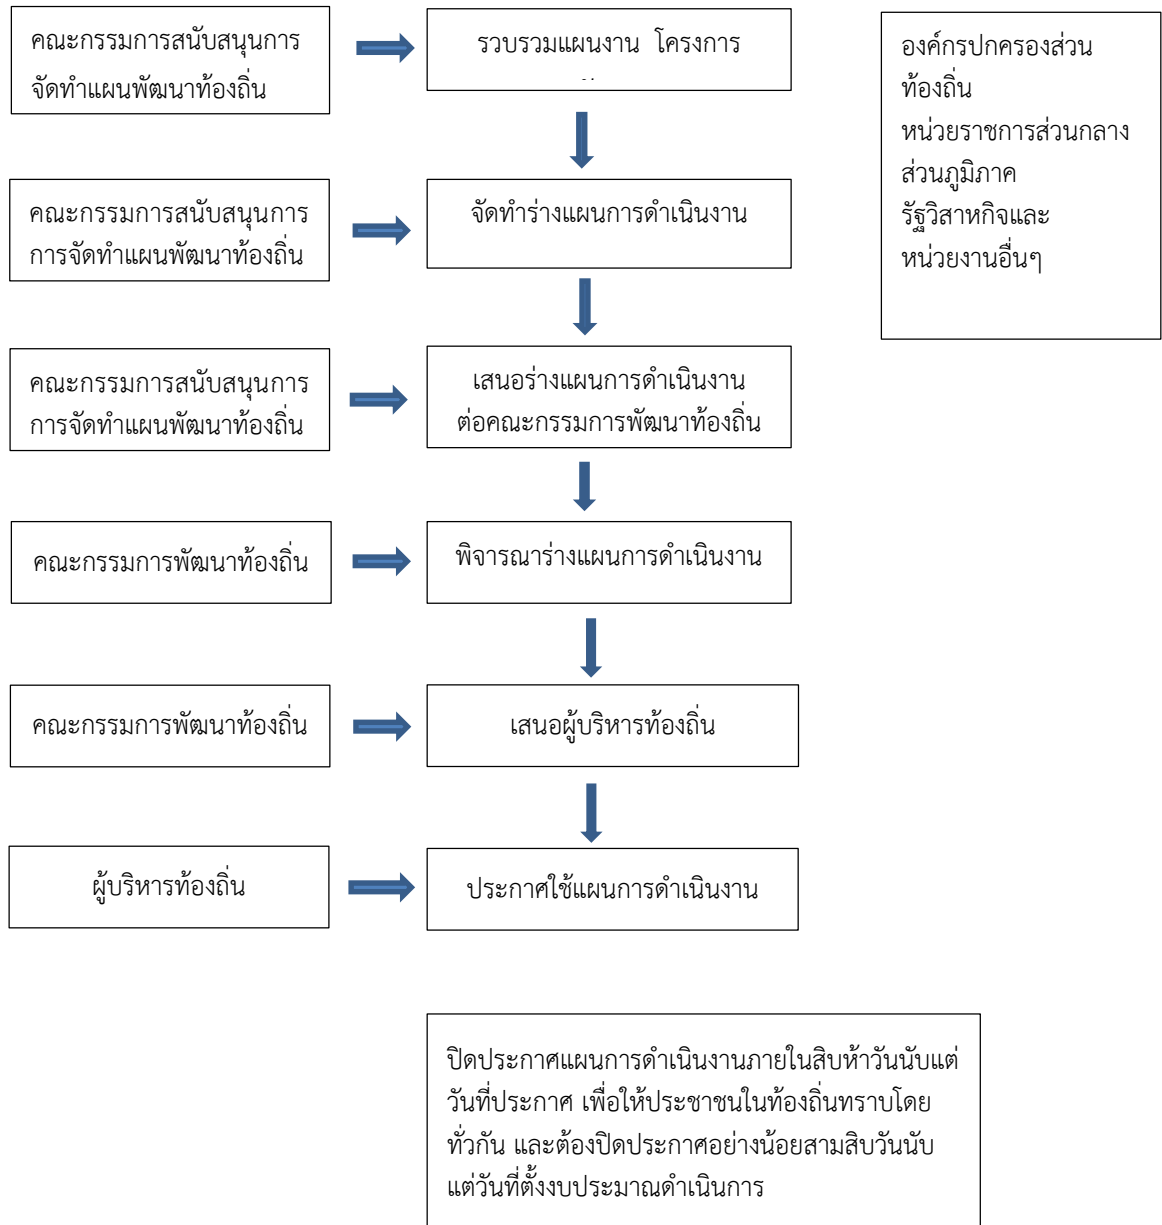 คณะกรรมการสนับสนุนการ
จัดทำแผนพัฒนาท้องถิ่น
รวบรวมแผนงาน โครงการ
องค์กรปกครองส่วน
ท้องถิ่น
หน่วยราชการส่วนกลาง
ส่วนภูมิภาค
รัฐวิสาหกิจและ
หน่วยงานอื่นๆ
คณะกรรมการสนับสนุนการ
การจัดทำแผนพัฒนาท้องถิ่น
จัดทำร่างแผนการดำเนินงาน
คณะกรรมการสนับสนุนการ
การจัดทำแผนพัฒนาท้องถิ่น
เสนอร่างแผนการดำเนินงาน
ต่อคณะกรรมการพัฒนาท้องถิ่น
คณะกรรมการพัฒนาท้องถิ่น
พิจารณาร่างแผนการดำเนินงาน
คณะกรรมการพัฒนาท้องถิ่น
เสนอผู้บริหารท้องถิ่น
ผู้บริหารท้องถิ่น
ประกาศใช้แผนการดำเนินงาน
ปิดประกาศแผนการดำเนินงานภายในสิบห้าวันนับแต่
วันที่ประกาศ เพื่อให้ประชาชนในท้องถิ่นทราบโดย
ทั่วกัน และต้องปิดประกาศอย่างน้อยสามสิบวันนับ
แต่วันที่ตั้งงบประมาณดำเนินการ